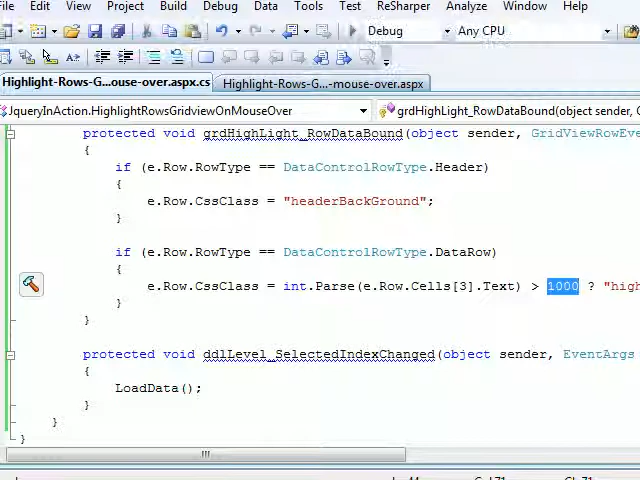 File Edit View Project Build Debug Data Tools Test ReSharper Analyze Window Help
Debug Any CPU
Highlight-Rows-G...ouse-over.aspx.cs Highlight-Rows-G...-mouse-over.aspx
JqueryInAction.HighlightRowsGridviewOnMouseOver grdHighLight_RowDataBound(object sender,
protected void grdHighLight_RowDataBound(object sender, GridViewRowEve
{
if (e.Row.RowType == DataControlRowType.Header)
{
e.Row.CssClass = "headerBackGround";
}
if (e.Row.RowType == DataControlRowType.DataRow)
{
e.Row.CssClass = int.Parse(e.Row.Cells[3].Text) > 1000 ? "high
}
}
protected void ddlLevel_SelectedIndexChanged(object sender, EventArgs
{
LoadData();
}
}
}